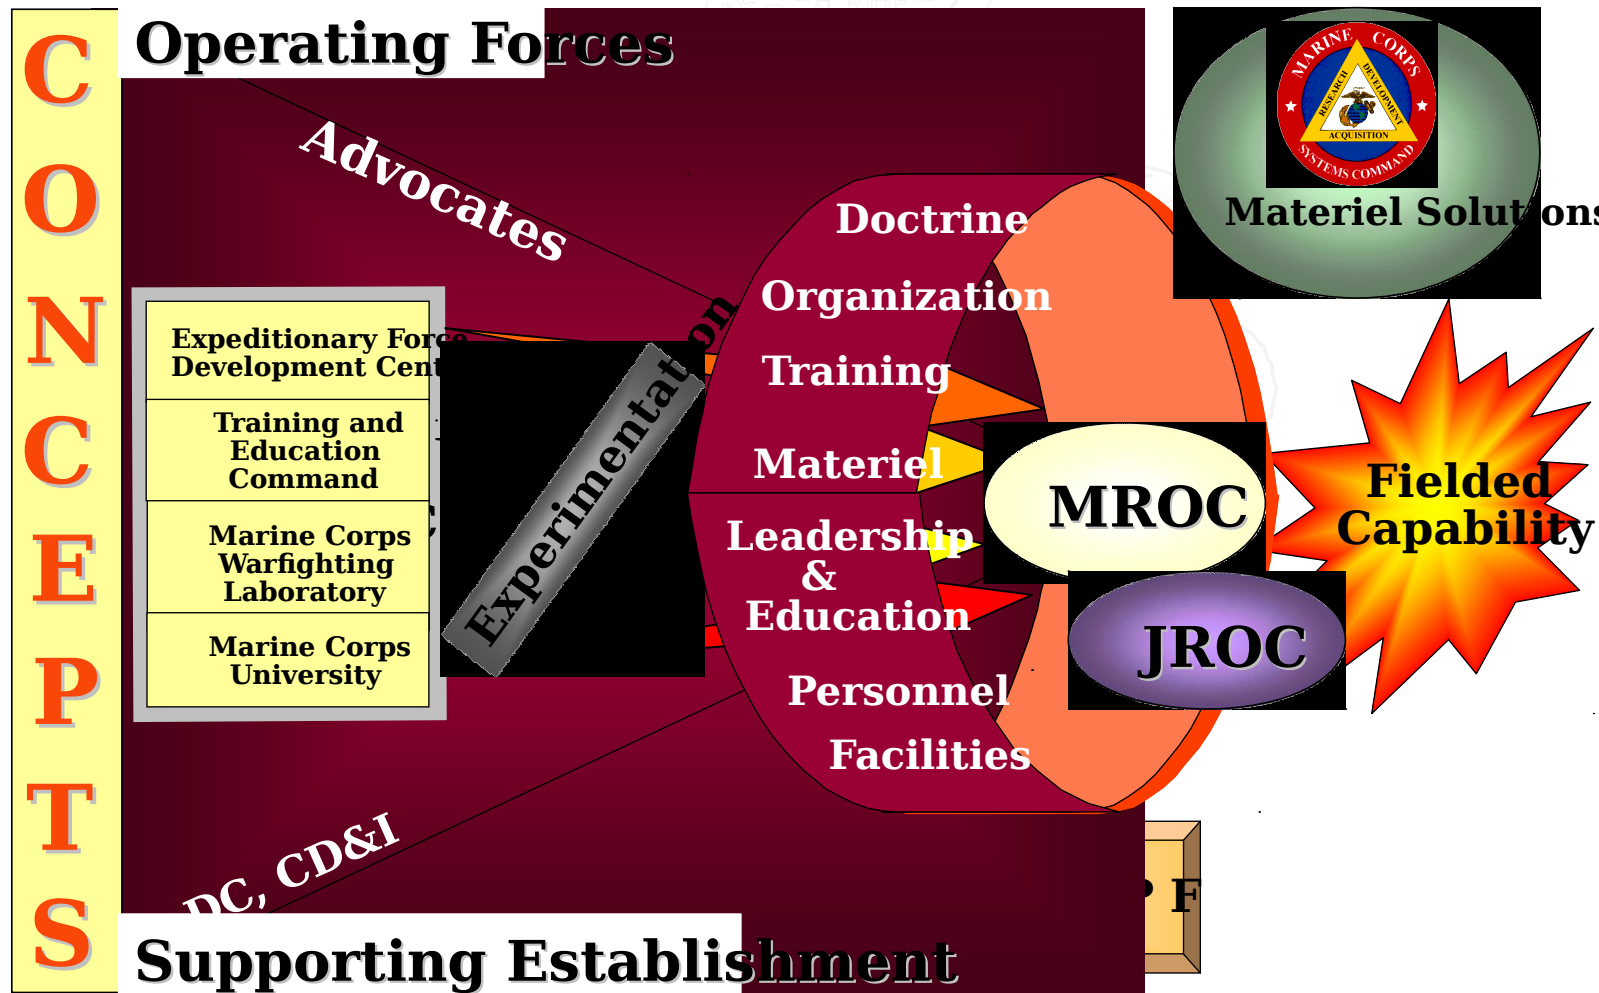 CONCEPTS
Operating Forces
Advocates
Expeditionary Force
Development Cent
Training and
Education
Command
Marine Corps
Warfighting
Laboratory
Marine Corps
University
Experimentation
DC, CD&I
Supporting Establishment
Doctrine
Organization
Training
Materiel
Leadership
&
Education
Personnel
Facilities
MARINE CORPS
RESEARCH
DEVELOPMENT
ACQUISITION
SYSTEMS COMMAND
Materiel Solutions
MROC
JROC
Fielded
Capability
P F